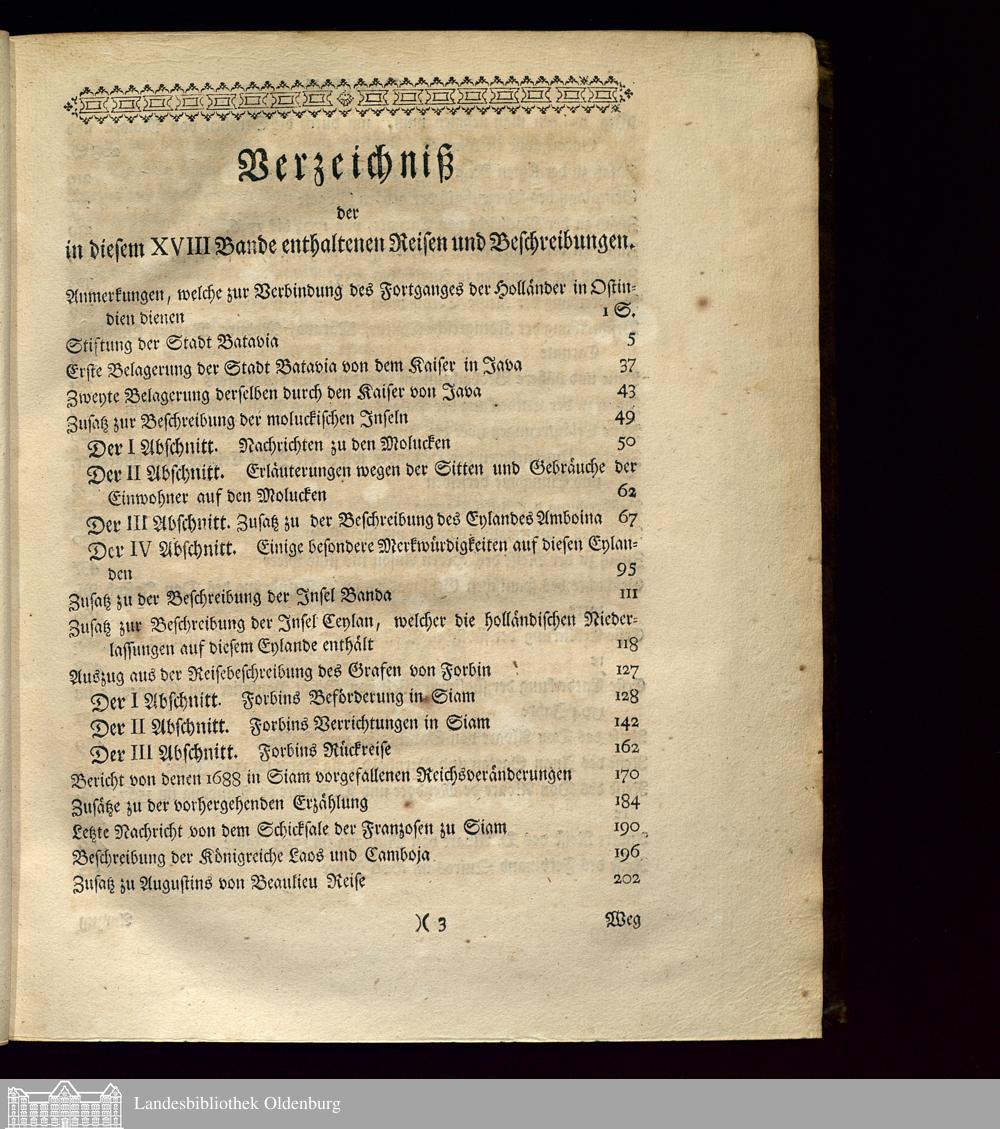 Verzeichniß
der
in diesem XVIII Bande enthaltenen Reisen und Beschreibungen.
Anmerkungen, welche zur Verbindung des Fortganges der Holländer in Ostin-
dien dienen 1 S.
Stiftung der Stadt Batavia 5
Erste Belagerung der Stadt Batavia von dem Kaiser in Java 37
Zweyte Belagerung derselben durch den Kaiser von Java 43
Zusatz zur Beschreibung der moluckischen Inseln 49
Der I Abschnitt. Nachrichten zu den Molucken 50
Der II Abschnitt. Erläuterungen wegen der Sitten und Gebräuche der
Einwohner auf den Molucken 62
Der III Abschnitt. Zusatz zu der Beschreibung des Eylandes Amboina 67
Der IV Abschnitt. Einige besondere Merkwürdigkeiten auf diesen Eylan-
den 95
Zusatz zu der Beschreibung der Insel Banda 111
Zusatz zur Beschreibung der Insel Ceylan, welcher die holländischen Nieder-
lassungen auf diesem Eylande enthält 118
Auszug aus der Reisebeschreibung des Grafen von Forbin 127
Der I Abschnitt. Forbins Beförderung in Siam 128
Der II Abschnitt. Forbins Verrichtungen in Siam 142
Der III Abschnitt. Forbins Rückreise 162
Bericht von denen 1688 in Siam vorgefallenen Reichsveränderungen 170
Zusätze zu der vorhergehenden Erzählung 184
Letzte Nachricht von dem Schicksale der Franzosen zu Siam 190
Beschreibung der Königreiche Laos und Camboja 196
Zusatz zu Augustins von Beaulieu Reise 202
)( 3 Weg
Landesbibliothek Oldenburg